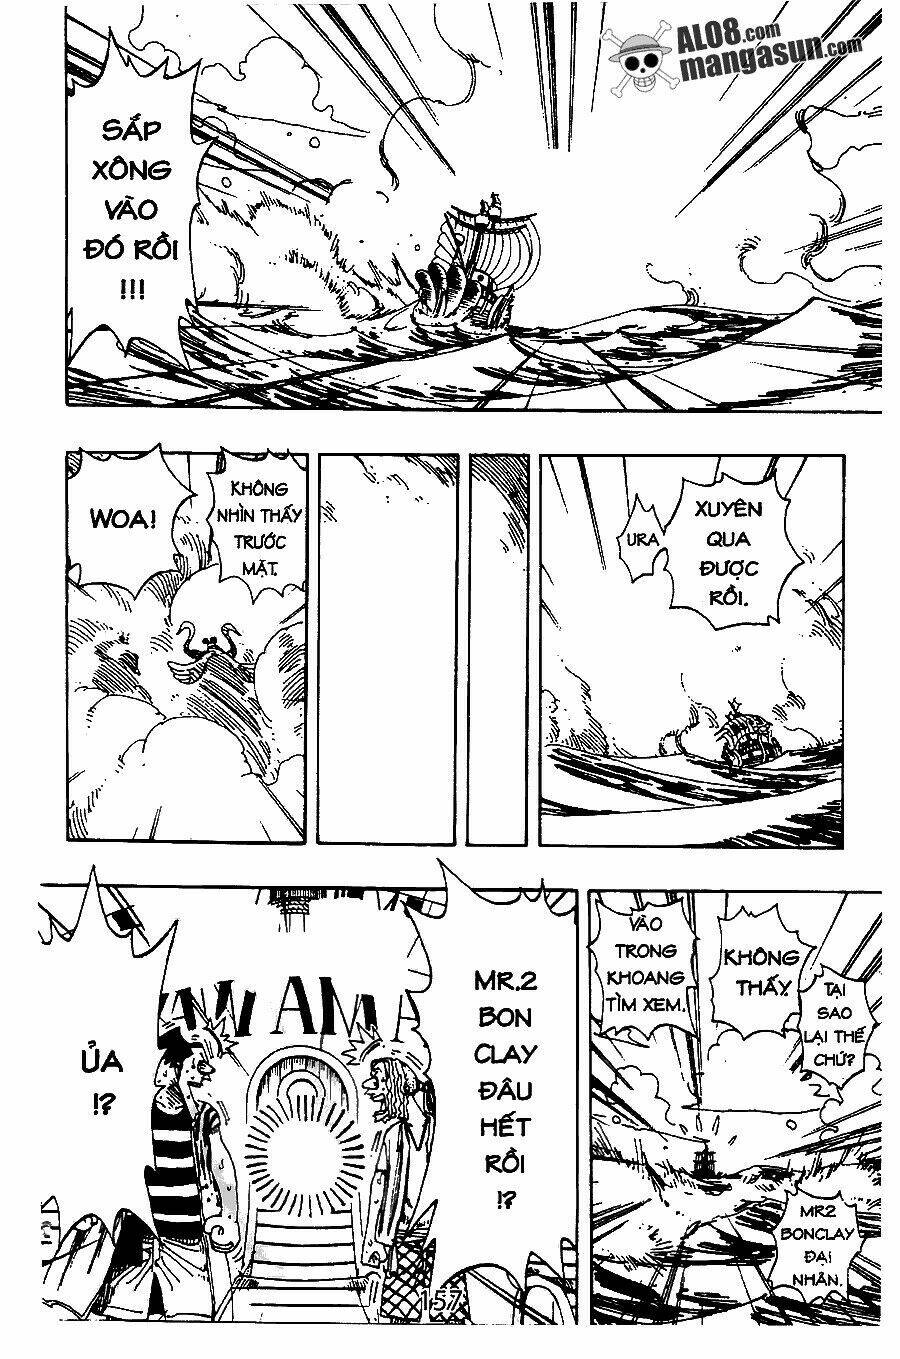 AL08.com
mangasun.com
SẮP
XÔNG
VÀO
ĐÓ RỒI
!!!
XUYÊN
QUA
ĐƯỢC
RỒI.
URA
KHÔNG
NHÌN THẤY
TRƯỚC
MẶT.
WOA!
TẠI
SAO
LẠI THẾ
CHỨ?
KHÔNG
THẤY.
VÀO
TRONG
KHOANG
TÌM XEM.
MR2
BONCLAY
ĐẠI
NHÂN.
MR.2
BON
CLAY
ĐÂU
HẾT
RỒI
!?
ỦA
!?
157